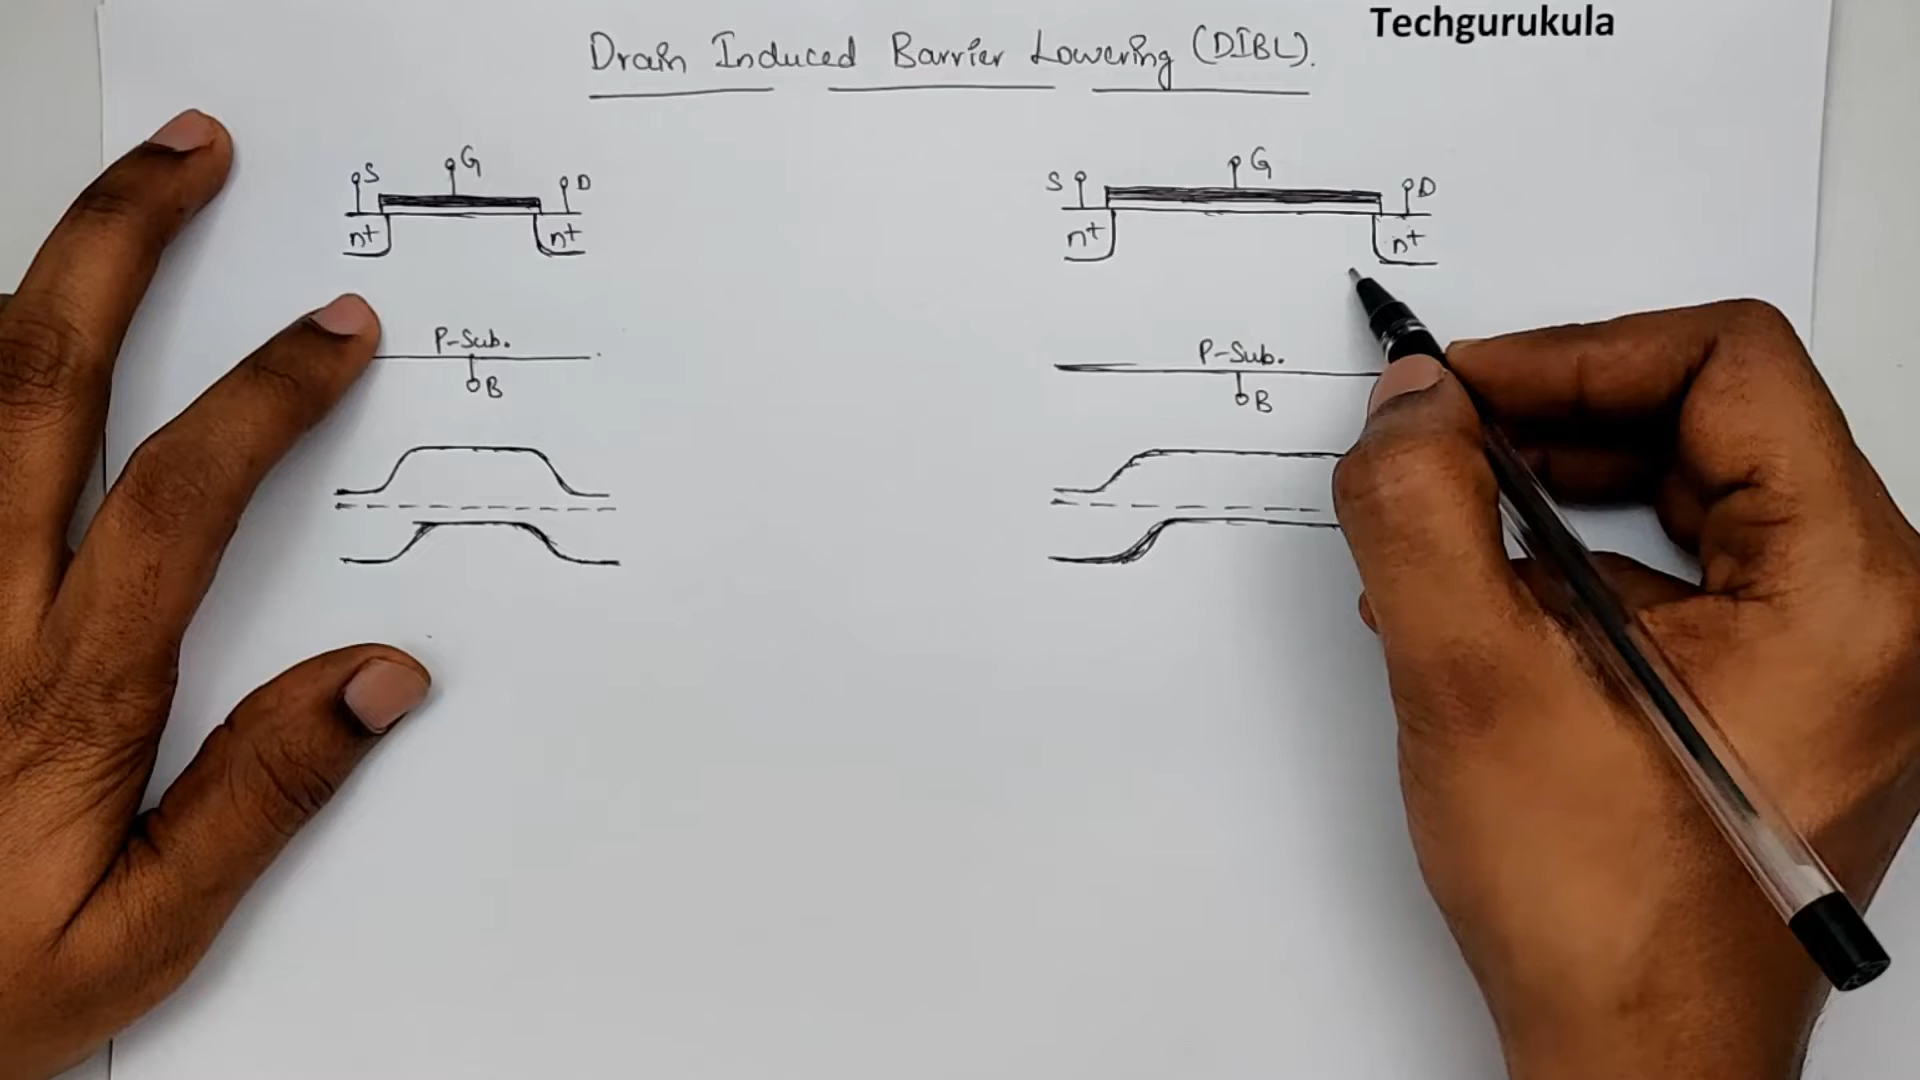 Techgurukula
Drain Induced Barrier Lowering (DIBL).
S G D
n+ n+
P-Sub.
B
S G D
n+ n+
P-Sub.
B